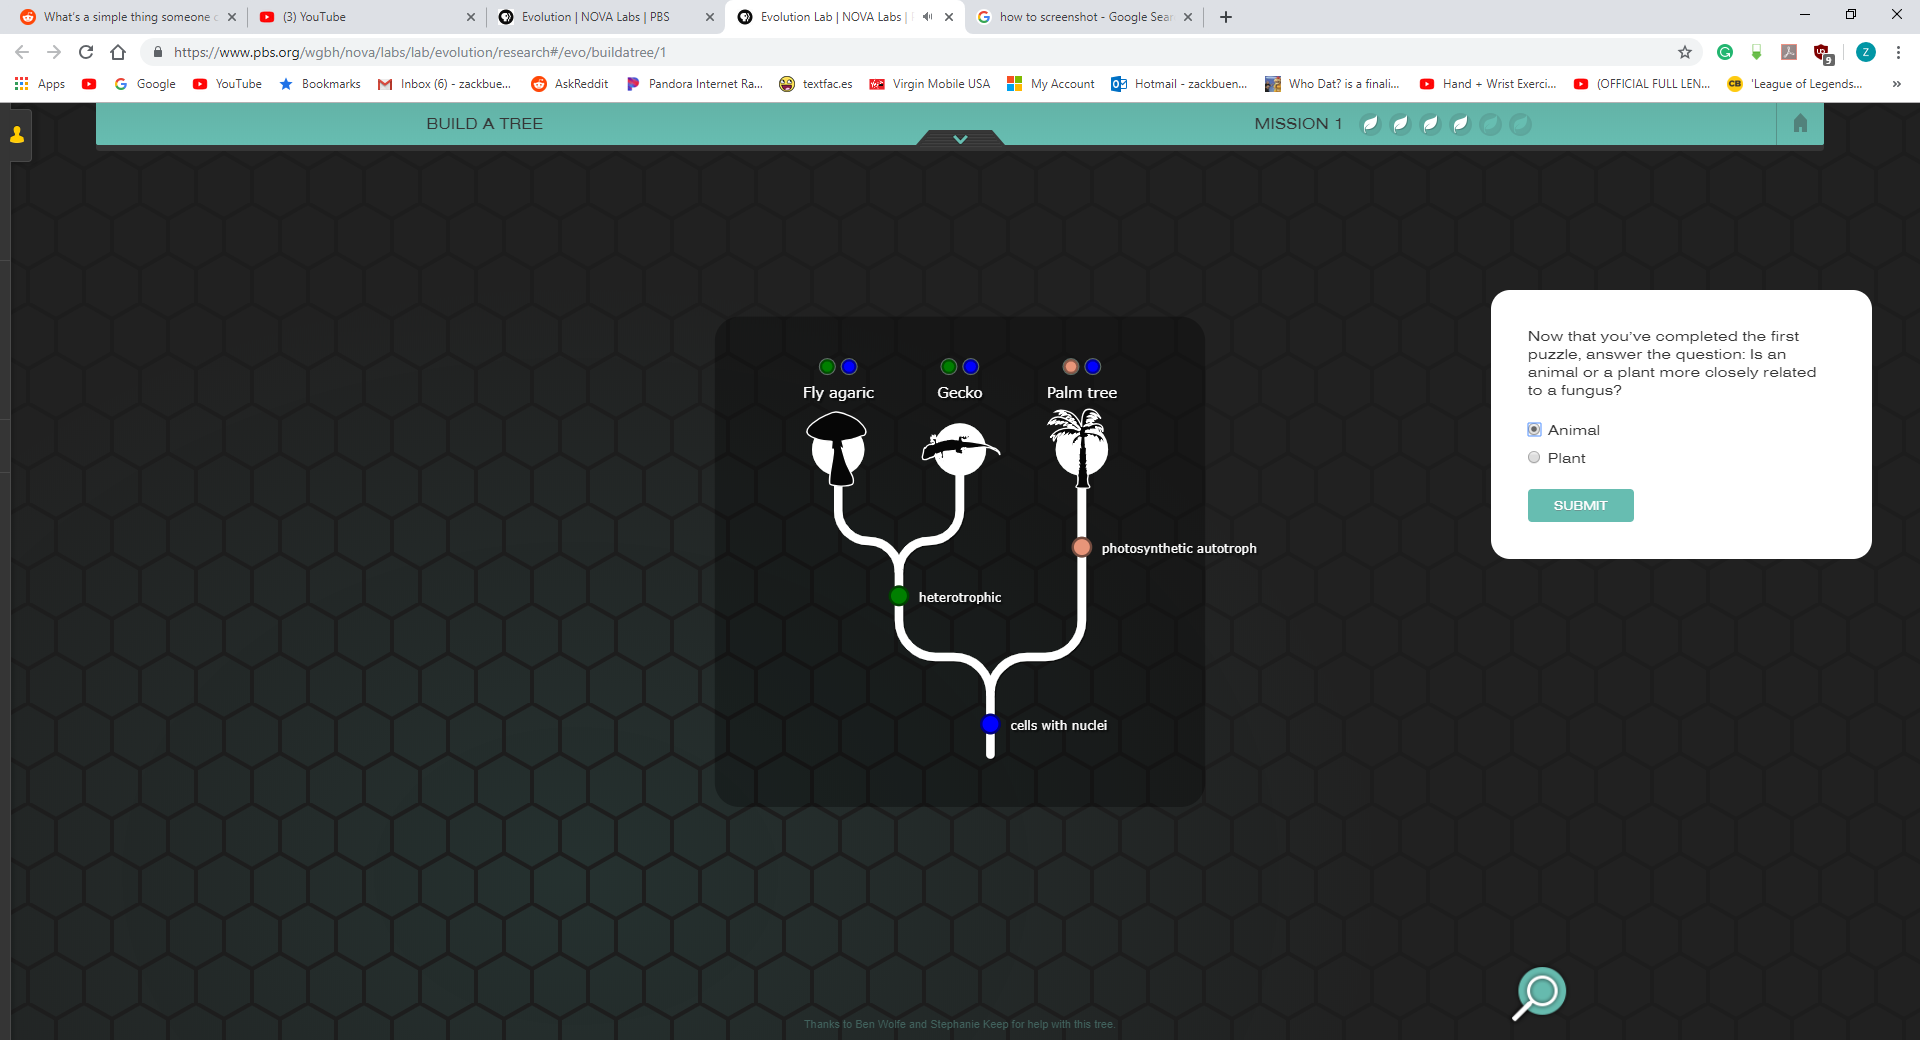 What's a simple thing someone c
(3) YouTube
Evolution | NOVA Labs | PBS
Evolution Lab | NOVA Labs |
how to screenshot - Google Sear
https://www.pbs.org/wgbh/nova/labs/lab/evolution/research#/evo/buildatree/1
9
Z
Apps
Google
YouTube
Bookmarks
Inbox (6) - zackbue...
AskReddit
Pandora Internet Ra...
textfac.es
Virgin Mobile USA
My Account
Hotmail - zackbuen...
Who Dat? is a finali...
Hand + Wrist Exerci...
(OFFICIAL FULL LEN...
'League of Legends...
»
BUILD A TREE
MISSION 1
Now that you've completed the first
puzzle, answer the question: Is an
animal or a plant more closely related
to a fungus?
Animal
Plant
SUBMIT
Fly agaric
Gecko
Palm tree
photosynthetic autotroph
heterotrophic
cells with nuclei
Thanks to Ben Wolfe and Stephanie Keep for help with this tree.